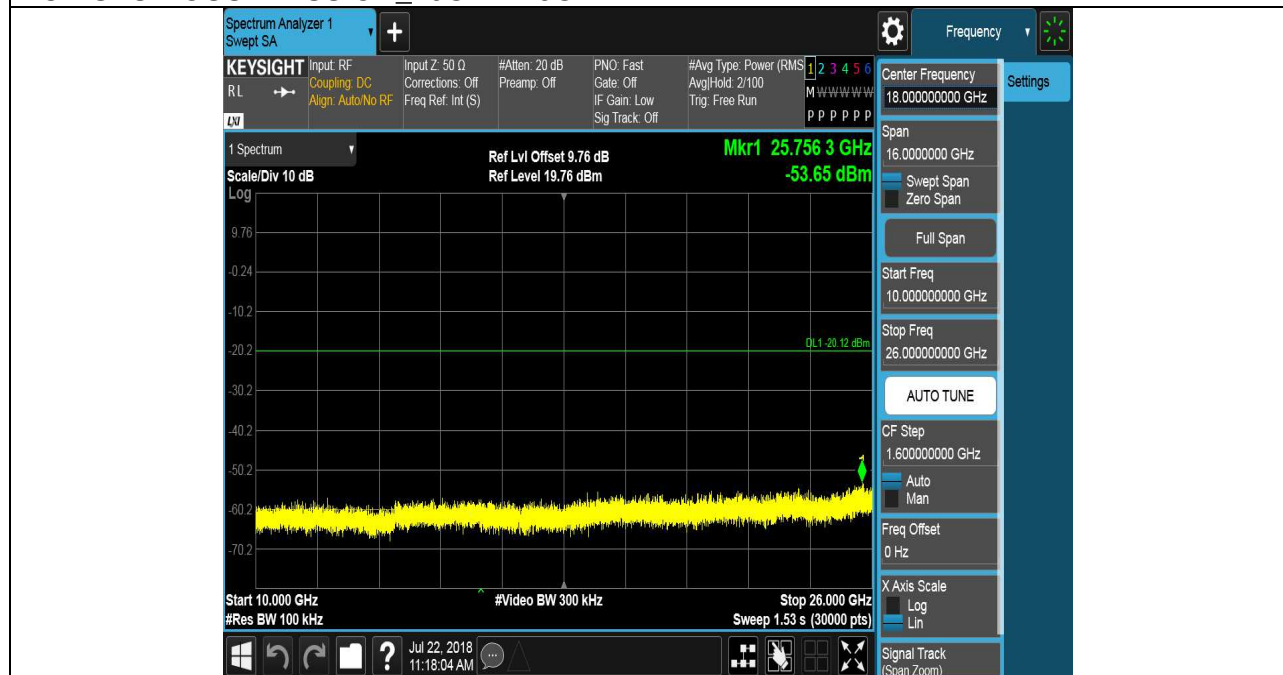 Spectrum Analyzer 1
Swept SA
Frequency
KEYSIGHT
RL
LXI
Input: RF
Coupling: DC
Align: Auto/No RF
Input Z: 50 Ω
Corrections: Off
Freq Ref: Int (S)
#Atten: 20 dB
Preamp: Off
PNO: Fast
Gate: Off
IF Gain: Low
Sig Track: Off
#Avg Type: Power (RMS
Avg|Hold: 2/100
Trig: Free Run
1 2 3 4 5 6
M W W W W W
P P P P P P
1 Spectrum
Scale/Div 10 dB
Log
Ref Lvl Offset 9.76 dB
Ref Level 19.76 dBm
Mkr1 25.756 3 GHz
-53.65 dBm
9.76
-0.24
-10.2
-20.2
DL1 -20.12 dBm
-30.2
-40.2
-50.2
1
-60.2
-70.2
Start 10.000 GHz
#Res BW 100 kHz
#Video BW 300 kHz
Stop 26.000 GHz
Sweep 1.53 s (30000 pts)
?
Jul 22, 2018
11:18:04 AM
Center Frequency
18.000000000 GHz
Span
16.0000000 GHz
Swept Span
Zero Span
Full Span
Start Freq
10.000000000 GHz
Stop Freq
26.000000000 GHz
AUTO TUNE
CF Step
1.600000000 GHz
Auto
Man
Freq Offset
0 Hz
X Axis Scale
Log
Lin
Signal Track
(Span Zoom)
Settings